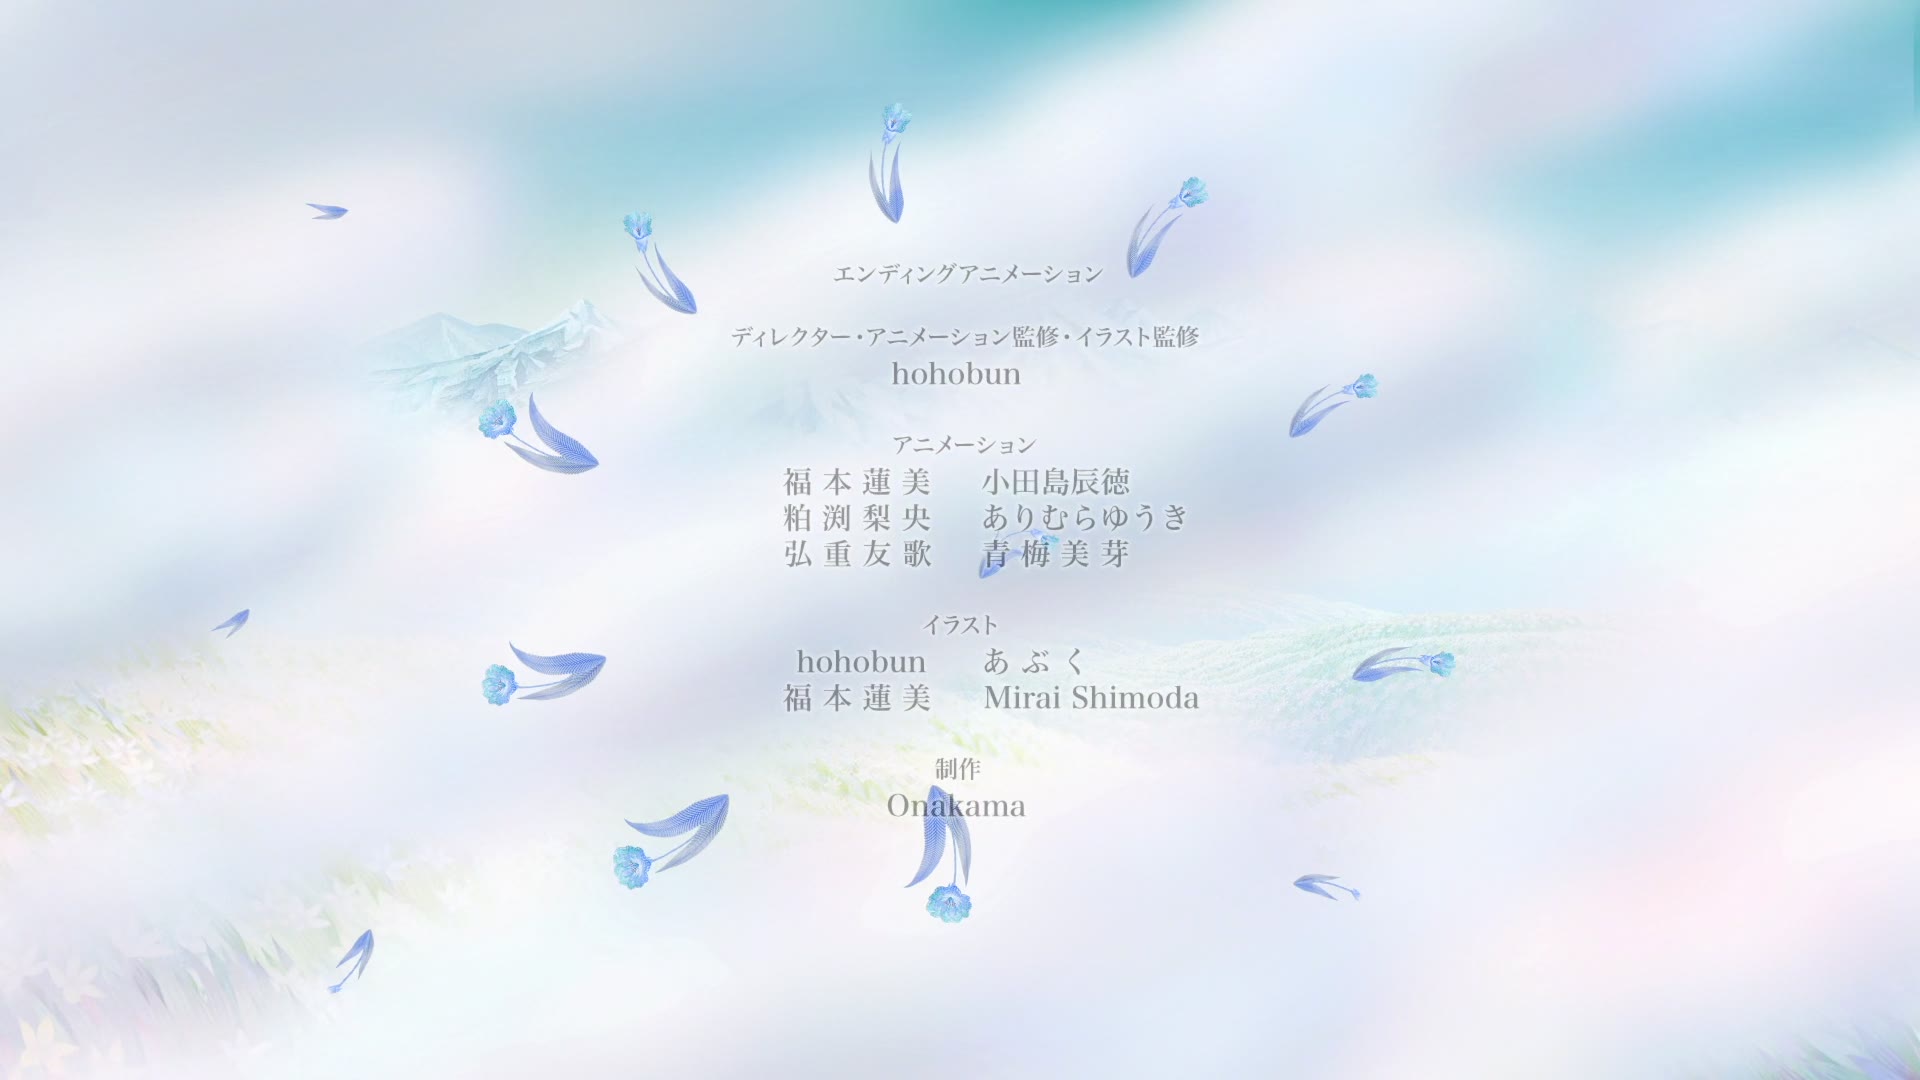 エンディングアニメーション
ディレクター・アニメーション監修・イラスト監修
hohobun
アニメーション
福本蓮美 小田島辰徳
粕渕梨央 ありむらゆうき
弘重友歌 青梅美芽
イラスト
hohobun あぶく
福本蓮美 Mirai Shimoda
制作
Onakama